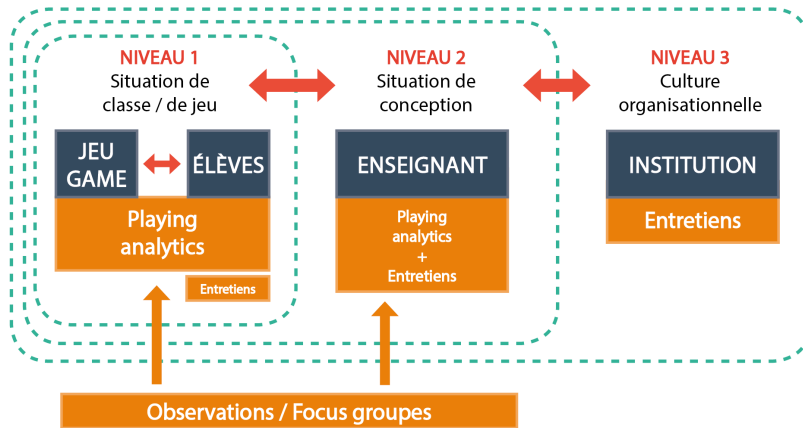 NIVEAU 1
Situation de
classe / de jeu
NIVEAU 2
Situation de
conception
NIVEAU 3
Culture
organisationnelle
JEU
GAME
ÉLÈVES
Playing
analytics
Entretiens
ENSEIGNANT
Playing
analytics
+
Entretiens
INSTITUTION
Entretiens
Observations / Focus groupes